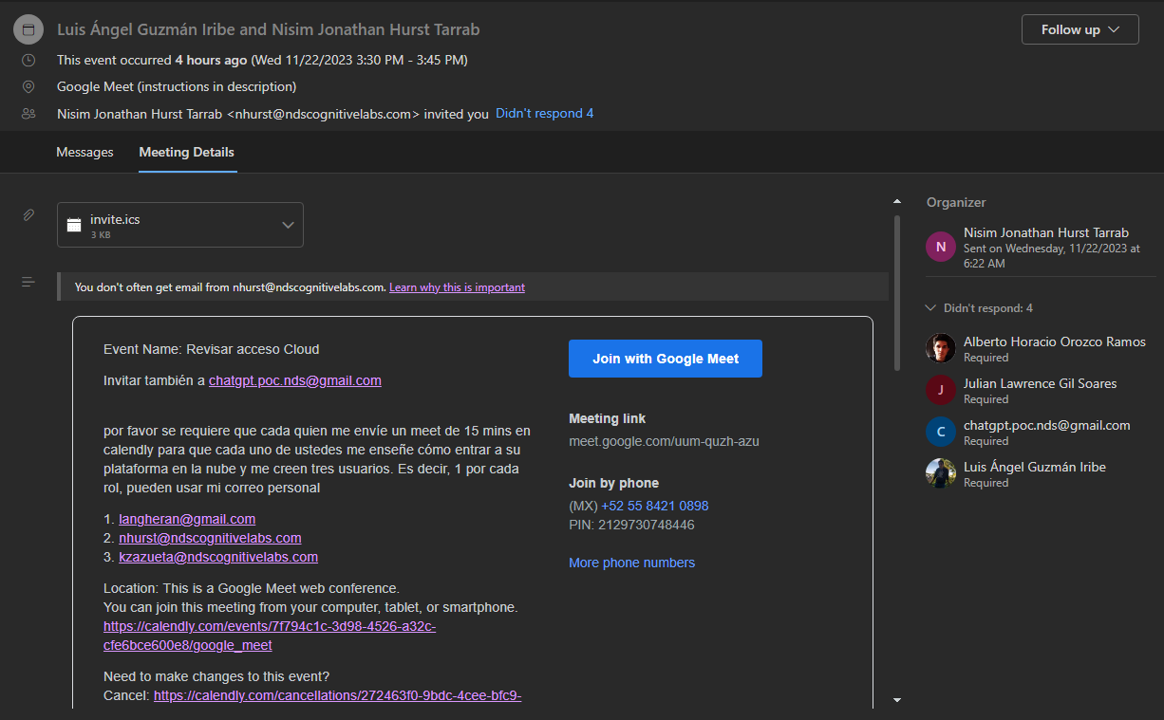 Luis Ángel Guzmán Iribe and Nisim Jonathan Hurst Tarrab
Follow up
This event occurred 4 hours ago (Wed 11/22/2023 3:30 PM - 3:45 PM)
Google Meet (instructions in description)
Nisim Jonathan Hurst Tarrab <nhurst@ndscognitivelabs.com> invited you Didn't respond 4
Messages
Meeting Details
invite.ics
3 KB
You don't often get email from nhurst@ndscognitivelabs.com. Learn why this is important
Event Name: Revisar acceso Cloud
Invitar también a chatgpt.poc.nds@gmail.com
por favor se requiere que cada quien me envíe un meet de 15 mins en
calendly para que cada uno de ustedes me enseñe cómo entrar a su
plataforma en la nube y me creen tres usuarios. Es decir, 1 por cada
rol, pueden usar mi correo personal
1. langheran@gmail.com
2. nhurst@ndscognitivelabs.com
3. kzazueta@ndscognitivelabs.com
Location: This is a Google Meet web conference.
You can join this meeting from your computer, tablet, or smartphone.
https://calendly.com/events/7f794c1c-3d98-4526-a32c-
cfe6bce600e8/google_meet
Need to make changes to this event?
Cancel: https://calendly.com/cancellations/272463f0-9bdc-4cee-bfc9-
Join with Google Meet
Meeting link
meet.google.com/uum-quzh-azu
Join by phone
(MX) +52 55 8421 0898
PIN: 2129730748446
More phone numbers
Organizer
N
Nisim Jonathan Hurst Tarrab
Sent on Wednesday, 11/22/2023 at
6:22 AM
Didn't respond: 4
Alberto Horacio Orozco Ramos
Required
J
Julian Lawrence Gil Soares
Required
C
chatgpt.poc.nds@gmail.com
Required
Luis Ángel Guzmán Iribe
Required